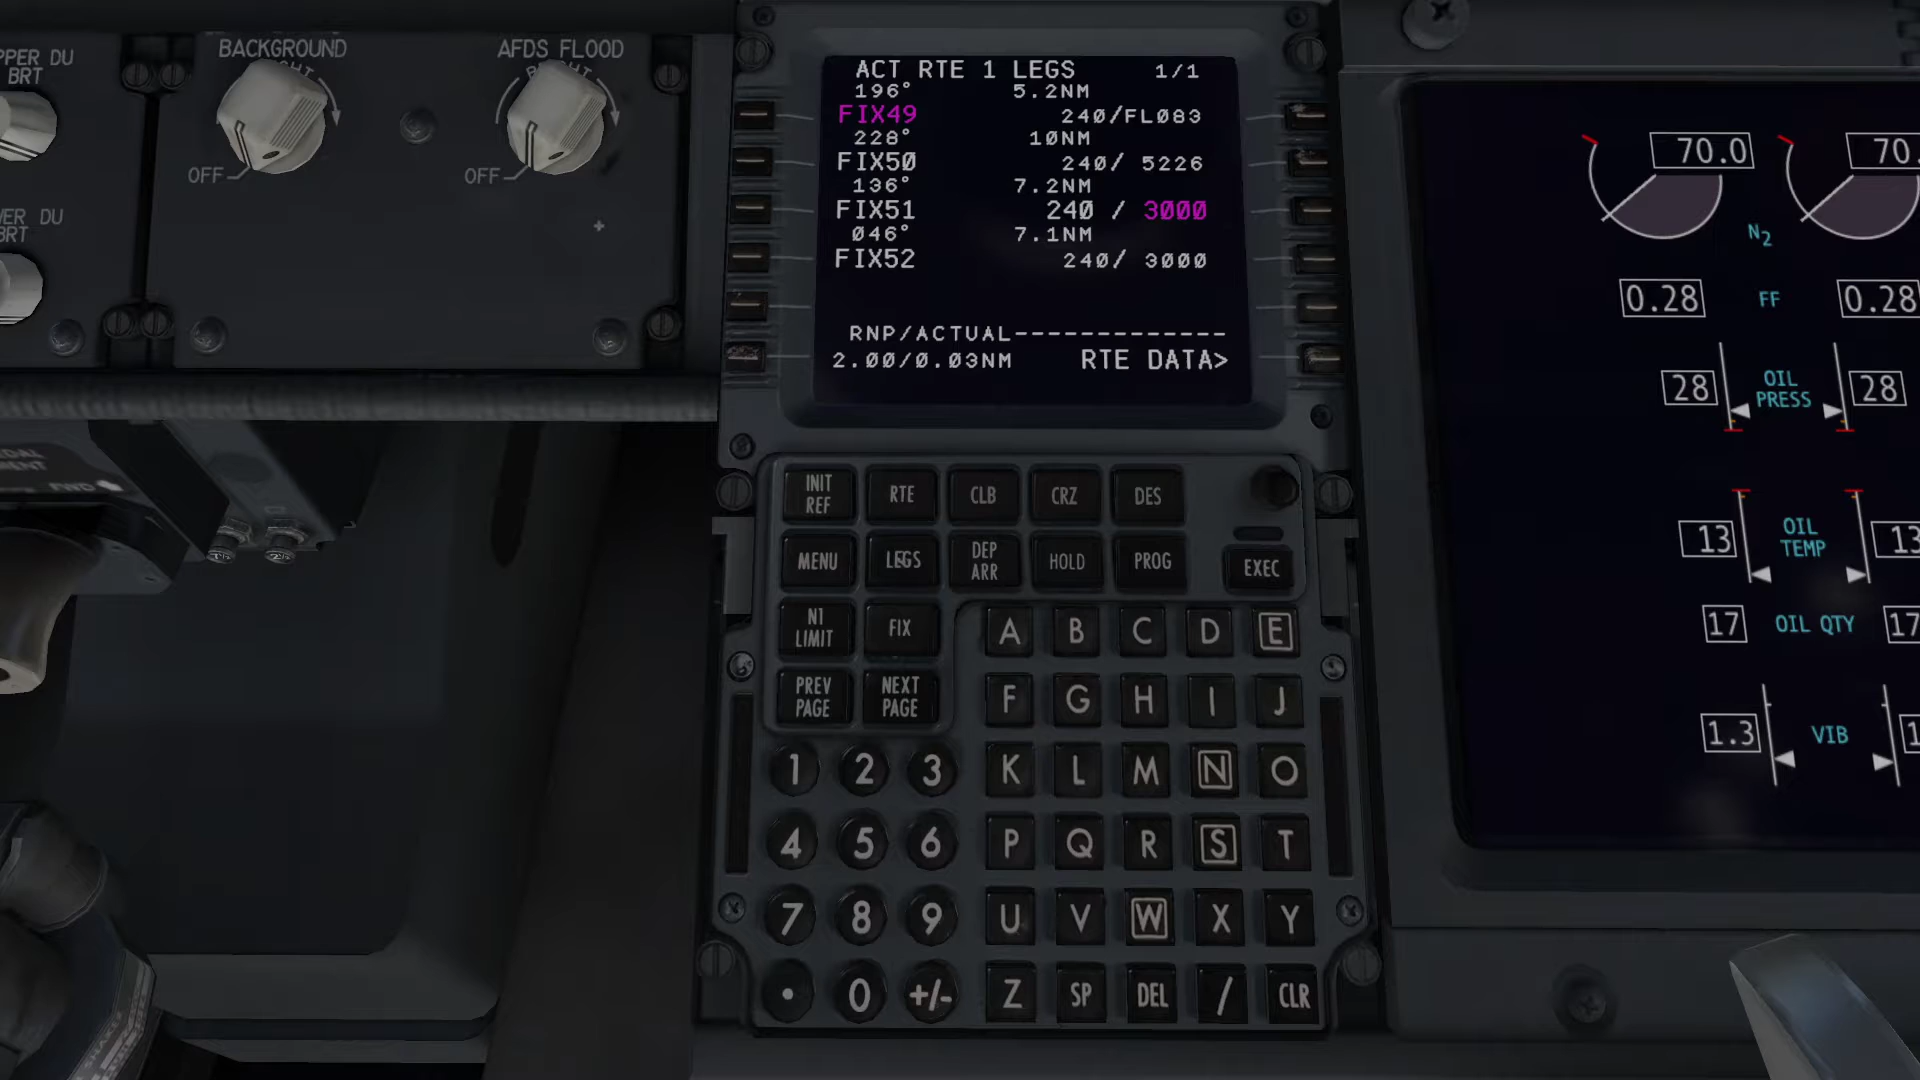 PPER DU
BRT
BACKGROUND
BRIGHT
OFF
AFDS FLOOD
BRIGHT
OFF
WER DU
BRT
ACT RTE 1 LEGS 1/1
196° 5.2NM
FIX49 240/FL083
228° 10NM
FIX50 240/ 5226
136° 7.2NM
FIX51 240 / 3000
046° 7.1NM
FIX52 240/ 3000
RNP/ACTUAL-------------
2.00/0.03NM RTE DATA>
INIT REF RTE CLB CRZ DES
MENU LEGS DEP ARR HOLD PROG EXEC
N1 LIMIT FIX
PREV PAGE NEXT PAGE
A B C D E
F G H I J
1 2 3 K L M N O
4 5 6 P Q R S T
7 8 9 U V W X Y
. 0 +/- Z SP DEL / CLR
70.0 70.
N2
0.28 FF 0.28
28 OIL PRESS 28
13 OIL TEMP 13
17 OIL QTY 17
1.3 VIB 1
FWD